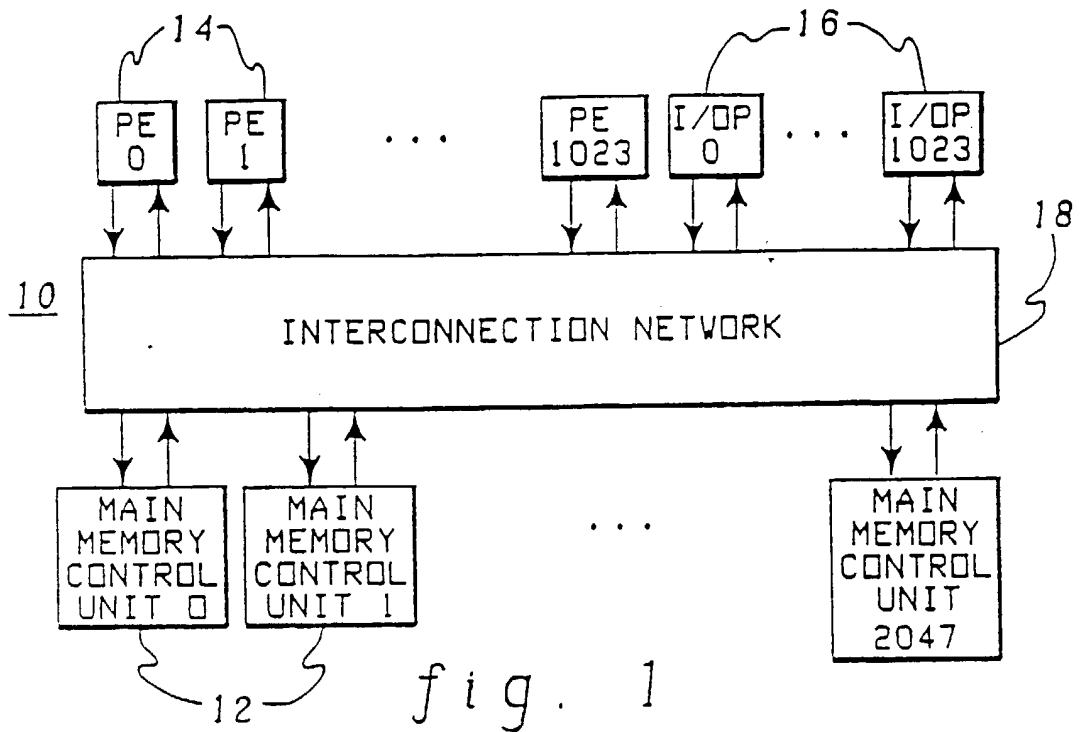 14
16
PE
0
PE
1
...
PE
1023
I/OP
0
...
I/OP
1023
18
10
INTERCONNECTION NETWORK
MAIN
MEMORY
CONTROL
UNIT 0
MAIN
MEMORY
CONTROL
UNIT 1
...
MAIN
MEMORY
CONTROL
UNIT
2047
12
fig. 1